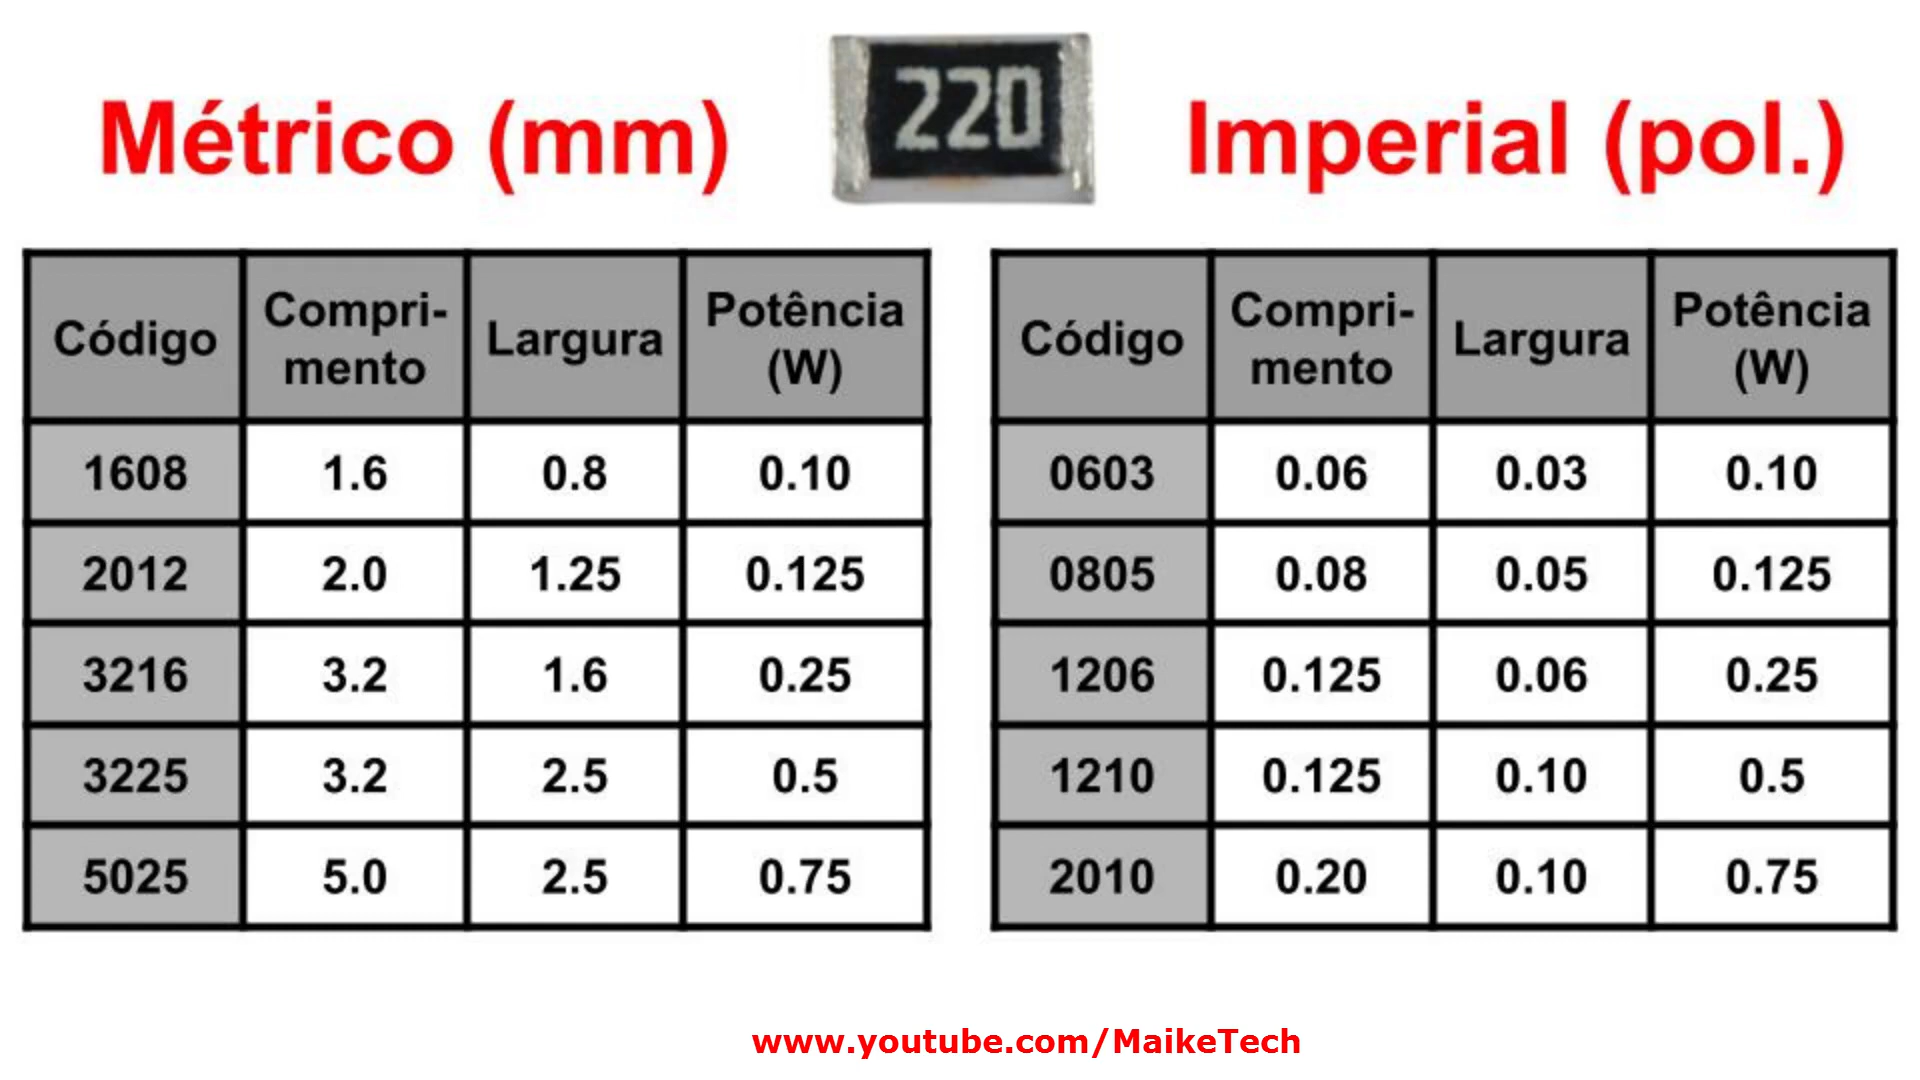 Métrico (mm)
220
Imperial (pol.)
Código Compri- Largura Potência
mento (W)
1608 1.6 0.8 0.10
2012 2.0 1.25 0.125
3216 3.2 1.6 0.25
3225 3.2 2.5 0.5
5025 5.0 2.5 0.75
Código Compri- Largura Potência
mento (W)
0603 0.06 0.03 0.10
0805 0.08 0.05 0.125
1206 0.125 0.06 0.25
1210 0.125 0.10 0.5
2010 0.20 0.10 0.75
www.youtube.com/MaikeTech